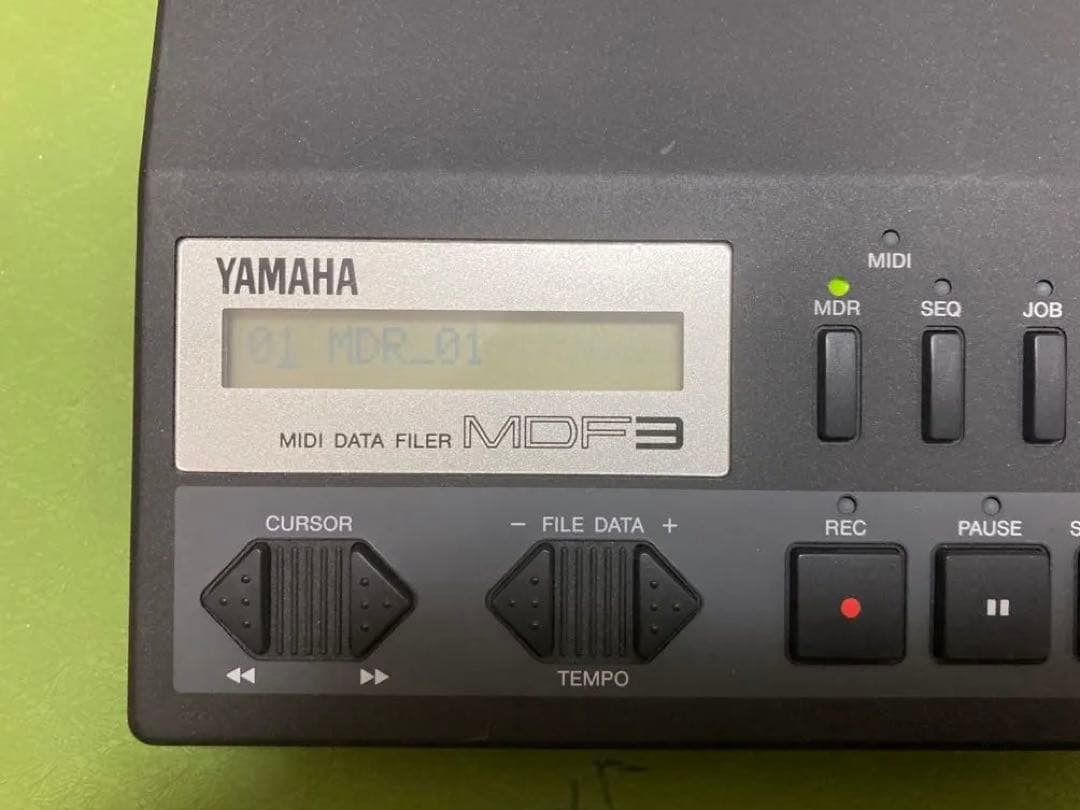 YAMAHA
01 MDR_01
MIDI DATA FILER MDF3
MIDI
MDR SEQ JOB
CURSOR
− FILE DATA +
TEMPO
REC PAUSE